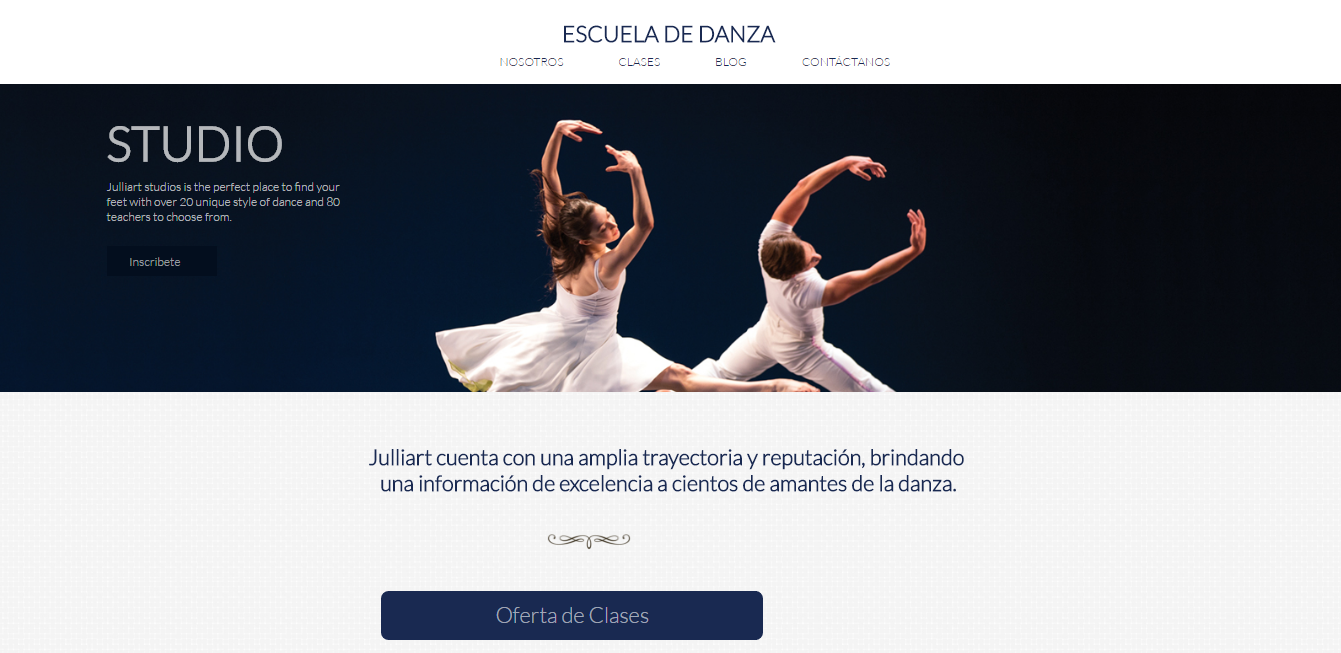 ESCUELA DE DANZA
NOSOTROS CLASES BLOG CONTÁCTANOS
STUDIO
Julliart studios is the perfect place to find your
feet with over 20 unique style of dance and 80
teachers to choose from.
Inscribete
Julliart cuenta con una amplia trayectoria y reputación, brindando
una información de excelencia a cientos de amantes de la danza.
Oferta de Clases